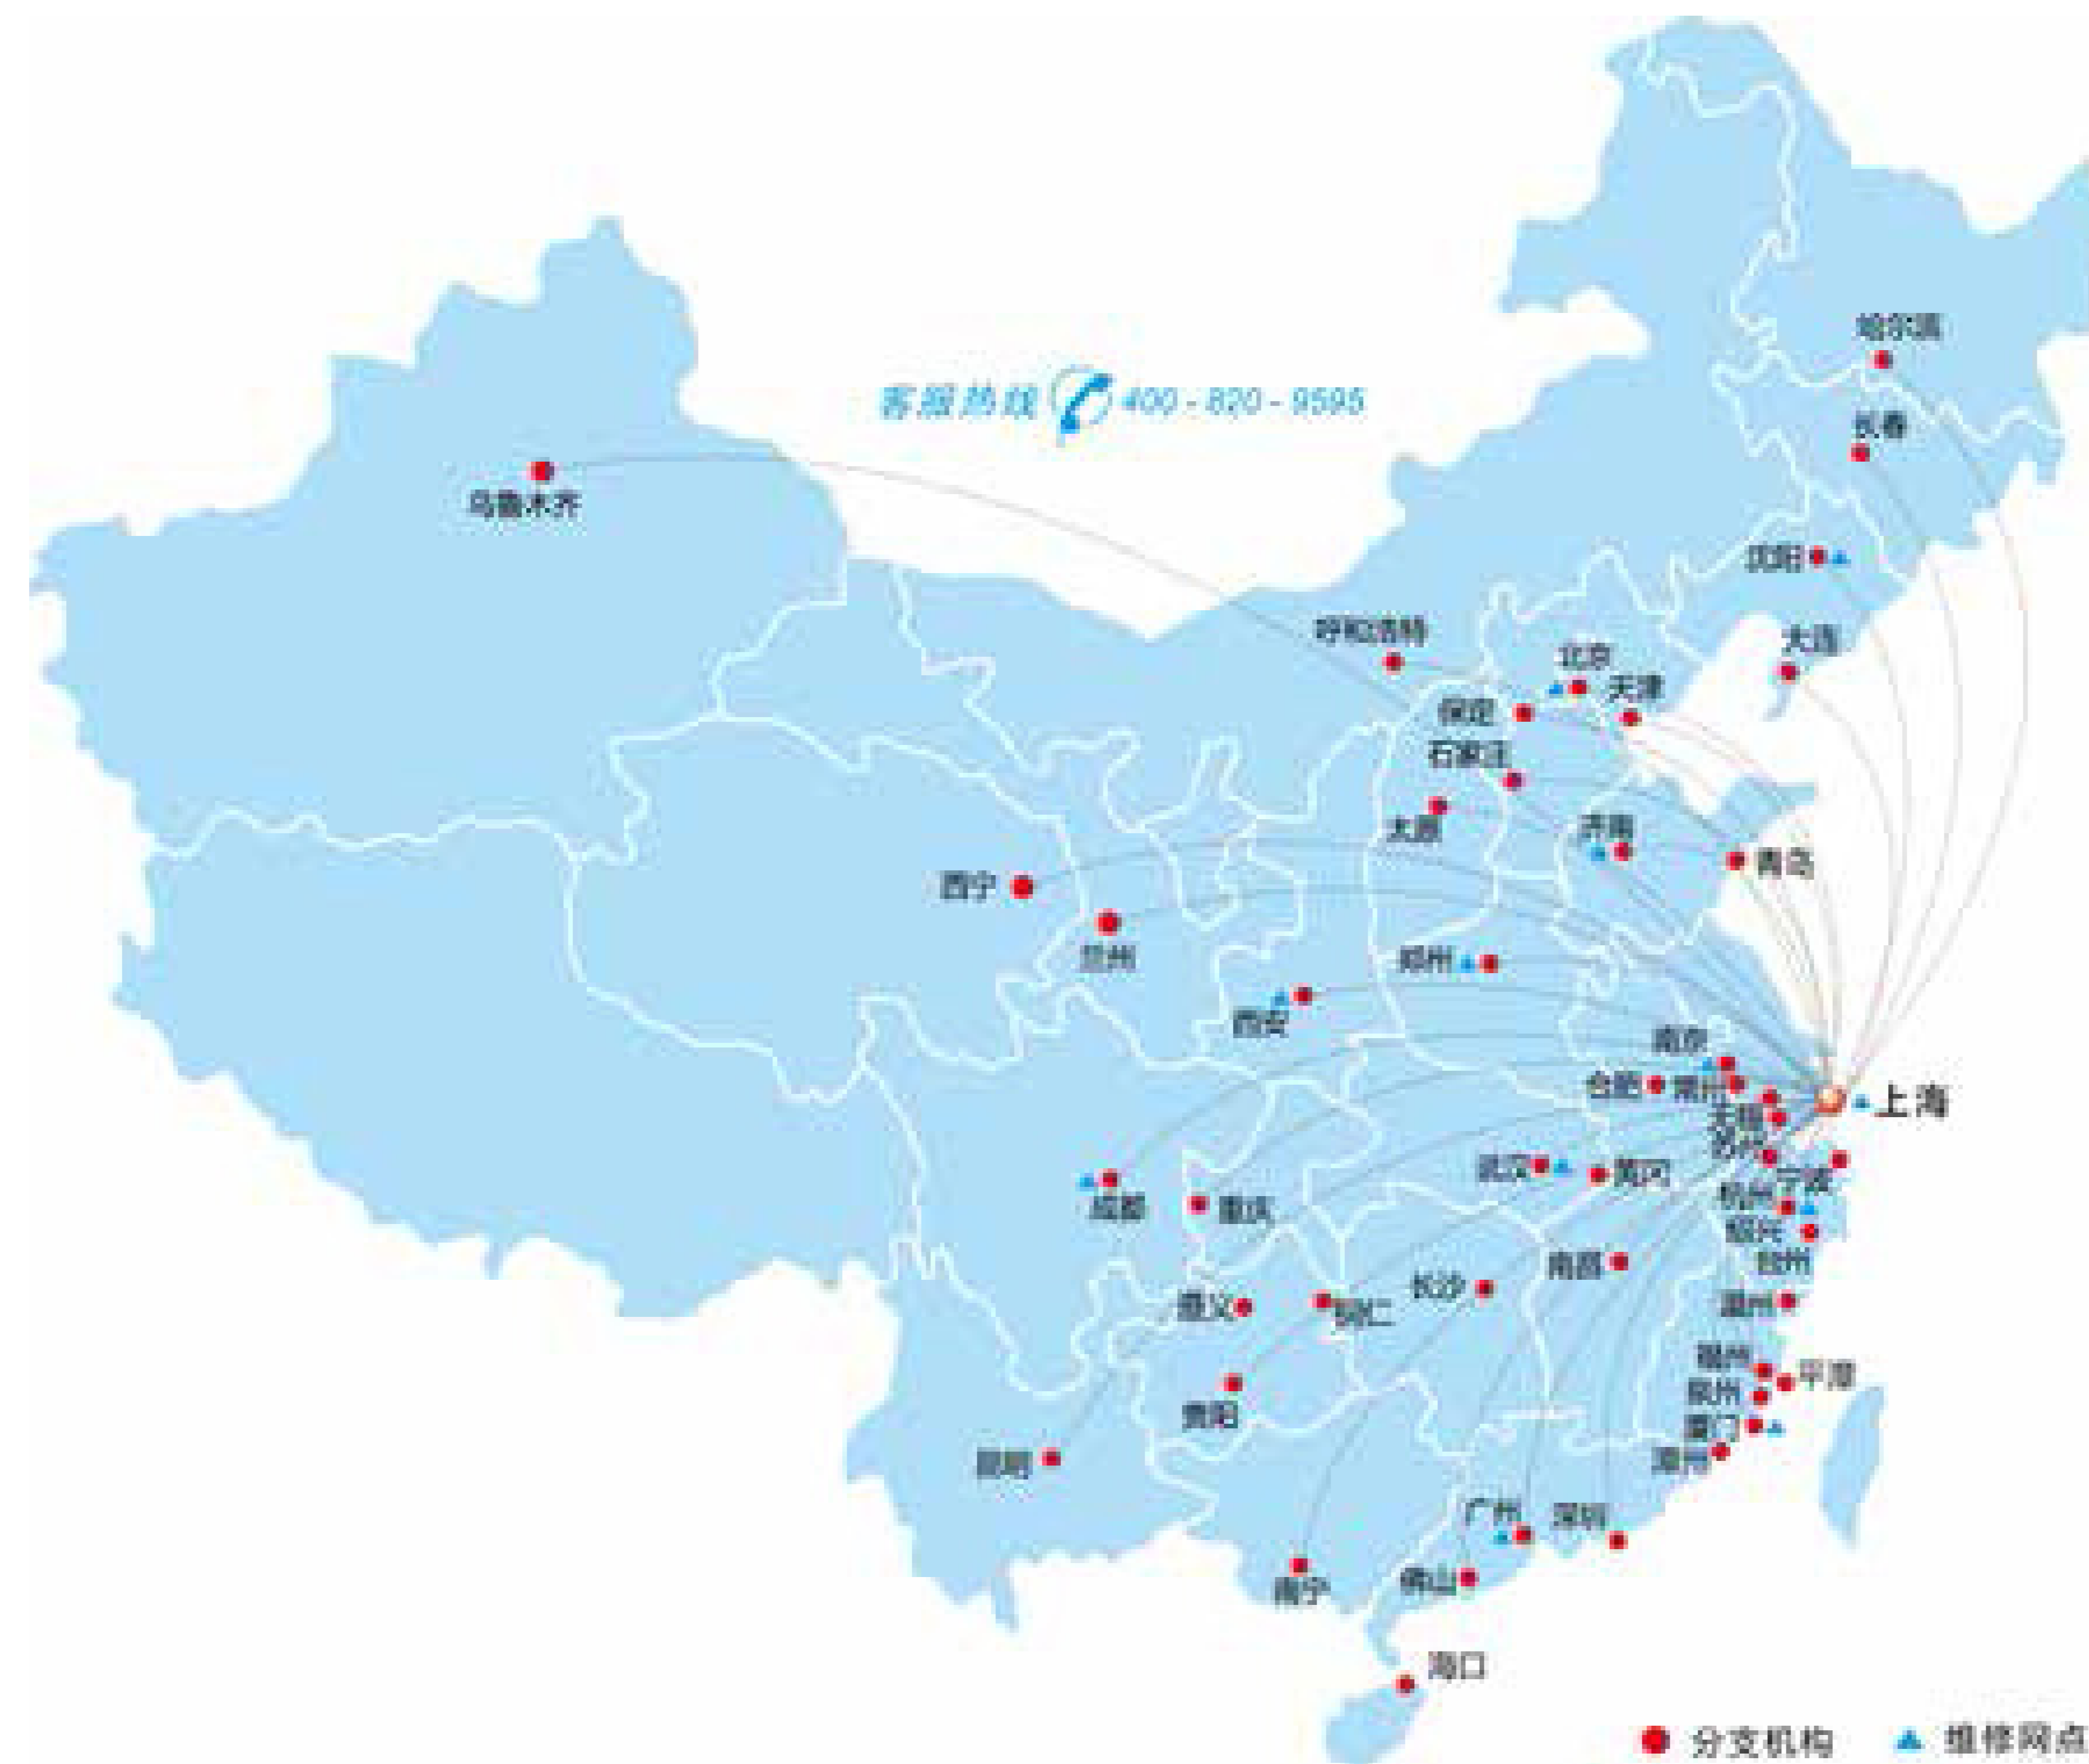 哈尔滨
客服热线 400-820-9595
长春
乌鲁木齐
沈阳
呼和浩特
大连
北京
天津
保定
石家庄
太原
济南
青岛
西宁
兰州
郑州
西安
南京
合肥
常州
上海
无锡
苏州
武汉
黄冈
宁波
成都
重庆
杭州
绍兴
台州
南昌
长沙
遵义
铜仁
温州
福州
平潭
泉州
贵阳
厦门
漳州
昆明
广州
深圳
南宁
佛山
海口
分支机构
维修网点